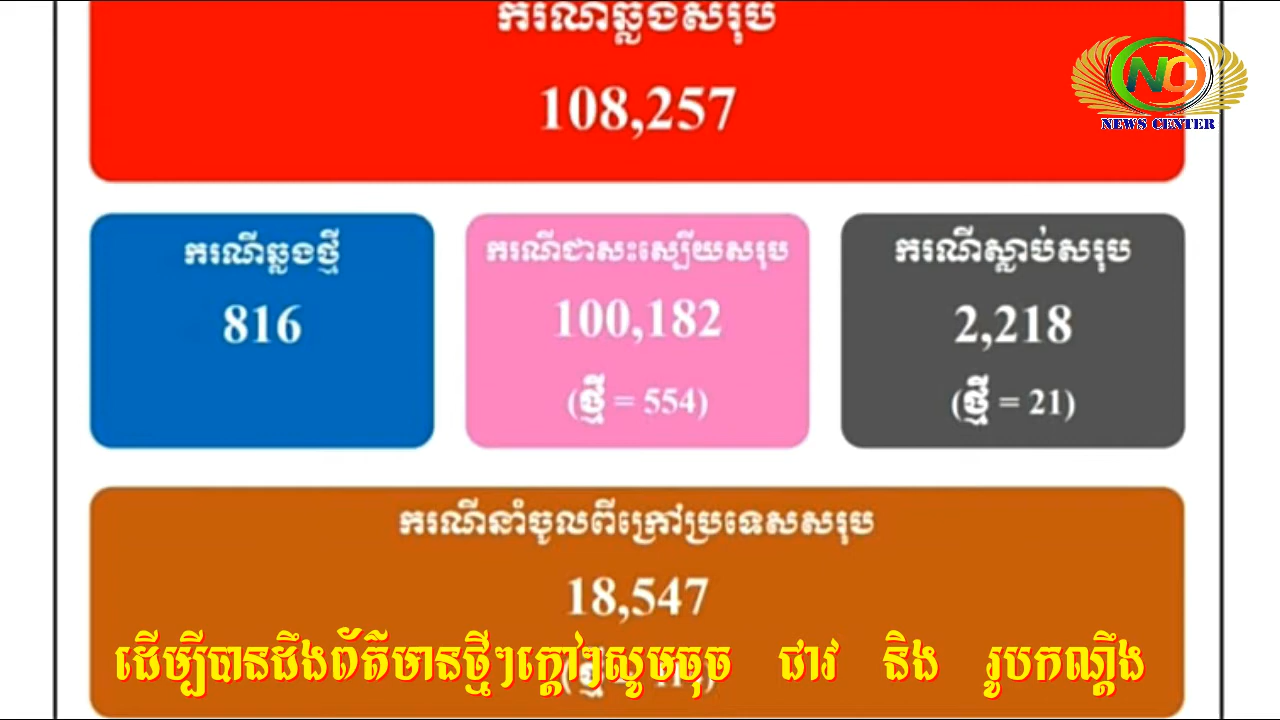 ករណីឆ្លងសរុប
108,257
NC
NEWS CENTER
ករណីឆ្លងថ្មី
816
ករណីជាសះស្បើយសរុប
100,182
(ថ្មី = 554)
ករណីស្លាប់សរុប
2,218
(ថ្មី = 21)
ករណីនាំចូលពីក្រៅប្រទេសសរុប
18,547
ដើម្បីបានដឹងព័ត៌មានថ្មីៗក្តៅៗសូមចុច ជាវ និង រូបកណ្ដឹង